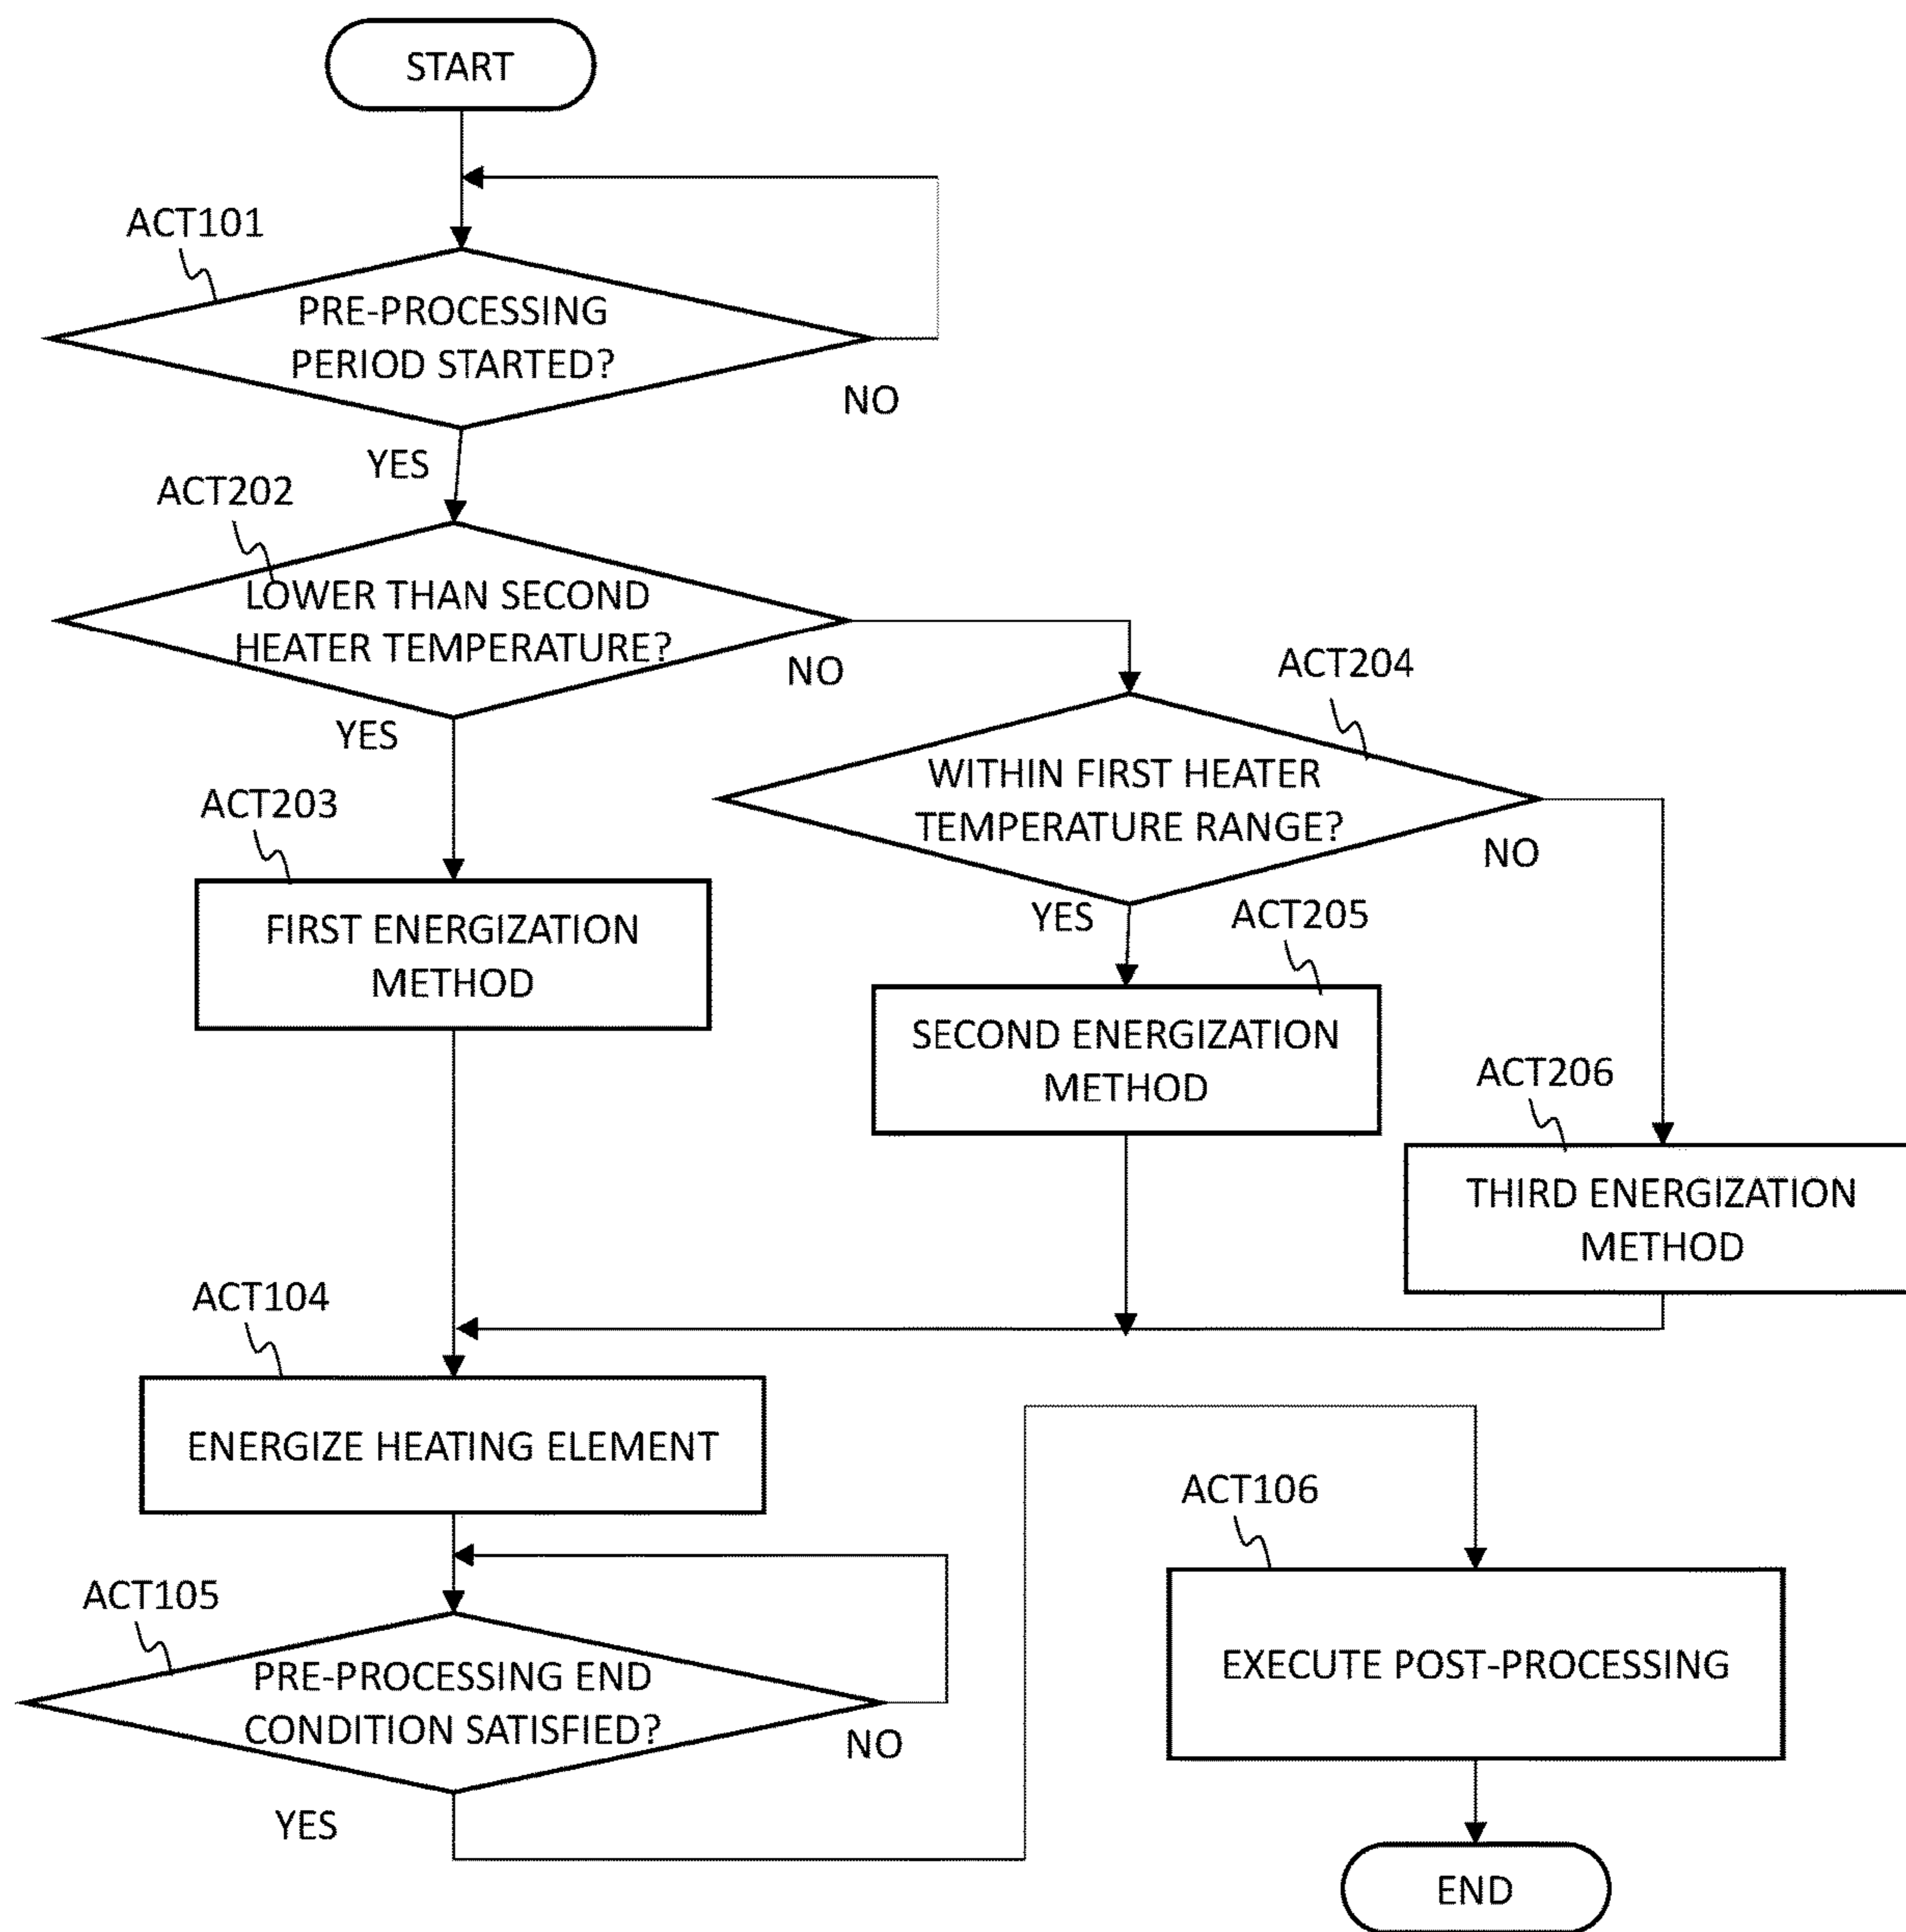 START
ACT101
PRE-PROCESSING
PERIOD STARTED?
NO
YES
ACT202
LOWER THAN SECOND
HEATER TEMPERATURE?
NO
YES
ACT204
WITHIN FIRST HEATER
TEMPERATURE RANGE?
NO
YES
ACT203
FIRST ENERGIZATION
METHOD
ACT205
SECOND ENERGIZATION
METHOD
ACT206
THIRD ENERGIZATION
METHOD
ACT104
ENERGIZE HEATING ELEMENT
ACT105
PRE-PROCESSING END
CONDITION SATISFIED?
NO
YES
ACT106
EXECUTE POST-PROCESSING
END